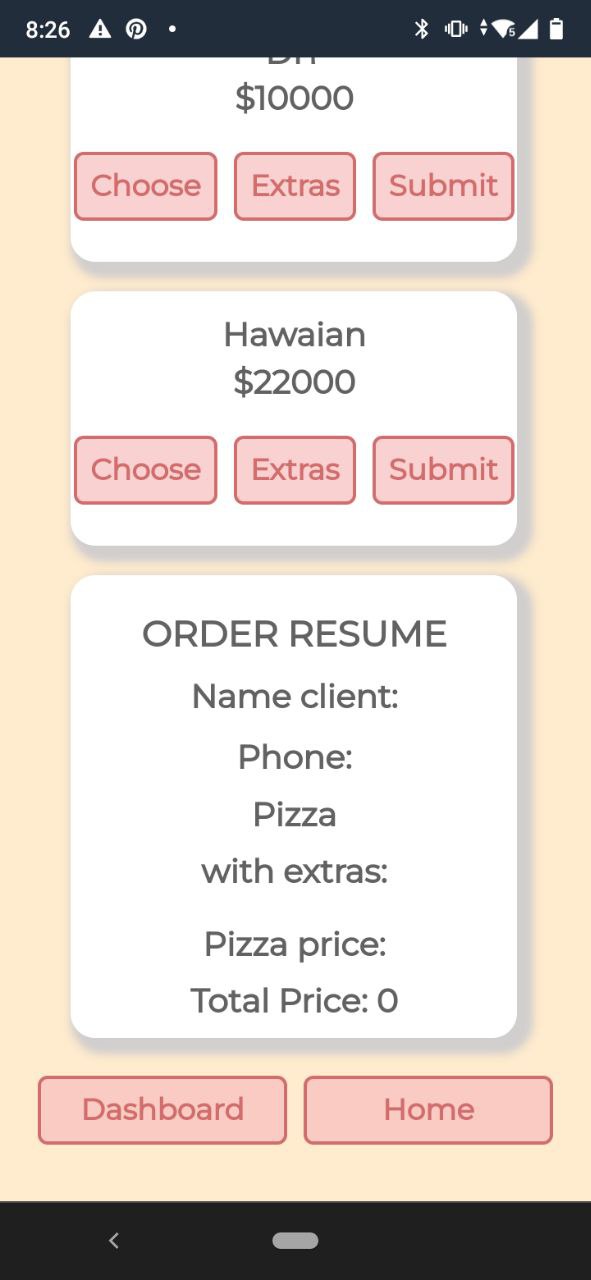 8:26
$10000
Choose Extras Submit
Hawaian
$22000
Choose Extras Submit
ORDER RESUME
Name client:
Phone:
Pizza
with extras:
Pizza price:
Total Price: 0
Dashboard Home